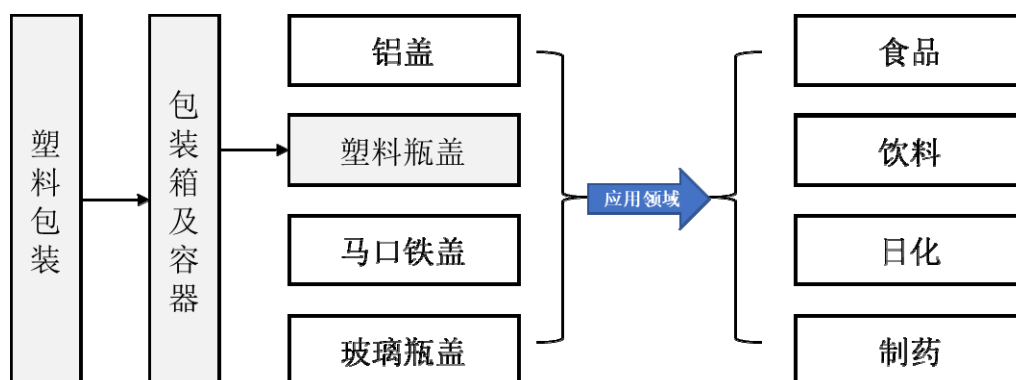 塑料包装
包装箱及容器
铝盖
塑料瓶盖
马口铁盖
玻璃瓶盖
应用领域
食品
饮料
日化
制药